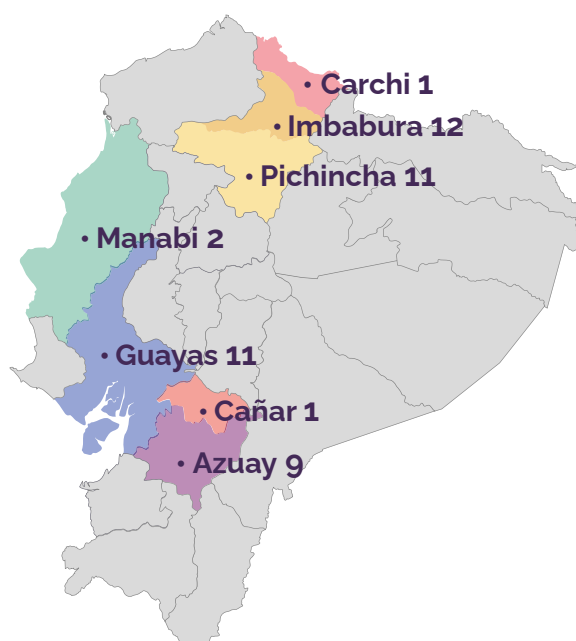 • Carchi 1
• Imbabura 12
• Pichincha 11
• Manabi 2
• Guayas 11
• Cañar 1
• Azuay 9